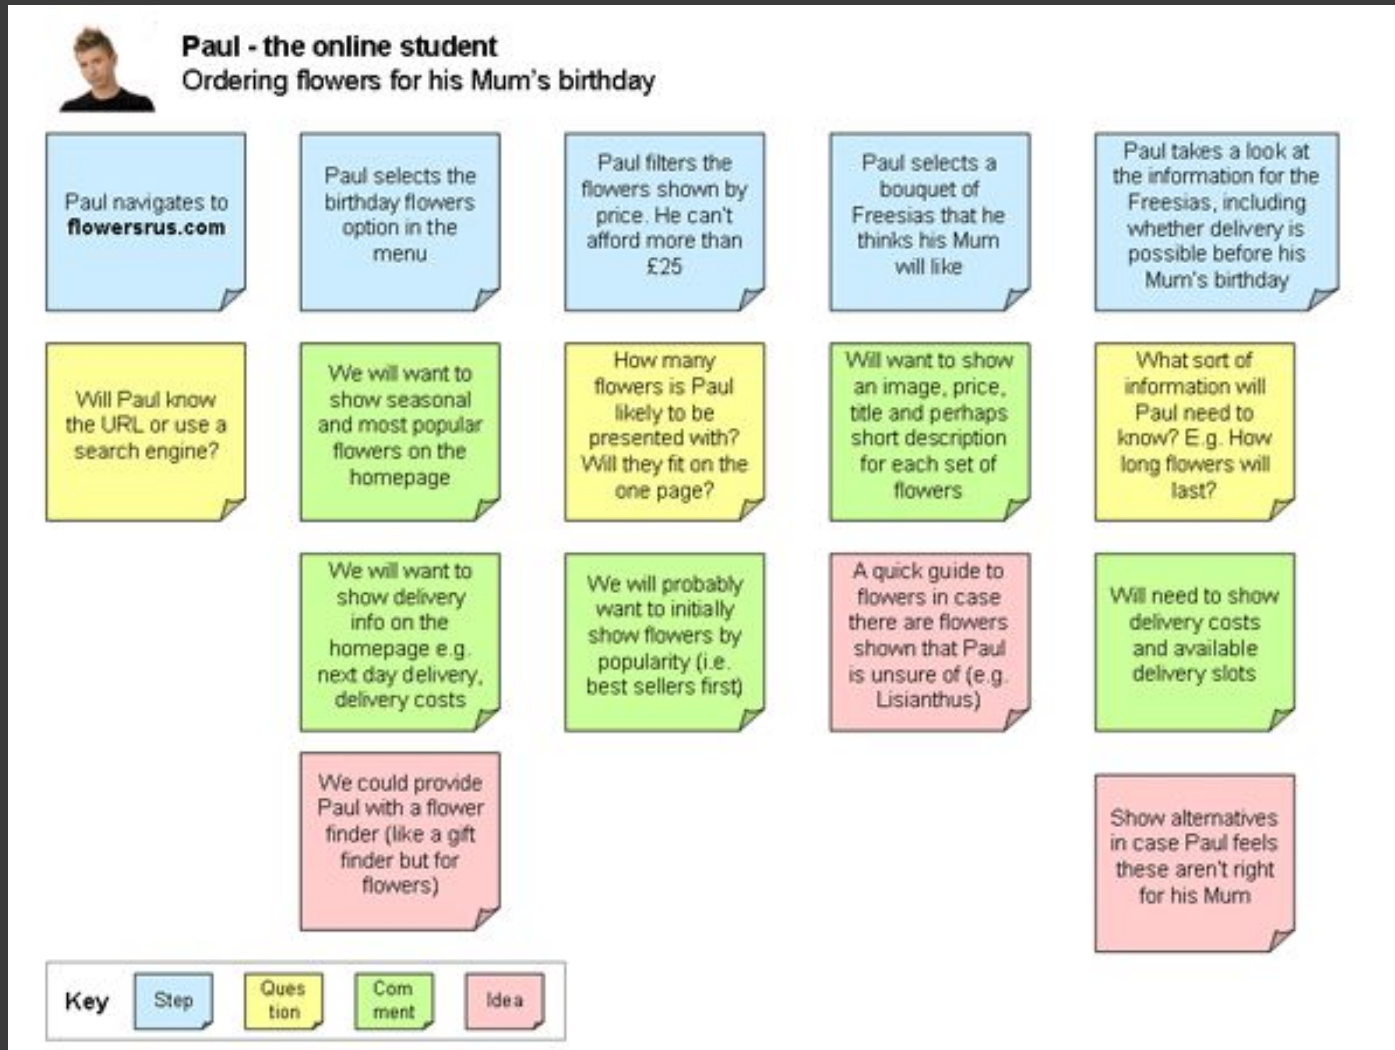 Paul - the online student
Ordering flowers for his Mum's birthday
Paul navigates to
flowersrus.com
Paul selects the
birthday flowers
option in the
menu
Paul filters the
flowers shown by
price. He can't
afford more than
£25
Paul selects a
bouquet of
Freesias that he
thinks his Mum
will like
Paul takes a look at
the information for the
Freesias, including
whether delivery is
possible before his
Mum's birthday
Will Paul know
the URL or use a
search engine?
We will want to
show seasonal
and most popular
flowers on the
homepage
How many
flowers is Paul
likely to be
presented with?
Will they fit on the
one page?
Will want to show
an image, price,
title and perhaps
short description
for each set of
flowers
What sort of
information will
Paul need to
know? E.g. How
long flowers will
last?
We will want to
show delivery
info on the
homepage e.g.
next day delivery,
delivery costs
We will probably
want to initially
show flowers by
popularity (i.e.
best sellers first)
A quick guide to
flowers in case
there are flowers
shown that Paul
is unsure of (e.g.
Lisianthus)
Will need to show
delivery costs
and available
delivery slots
We could provide
Paul with a flower
finder (like a gift
finder but for
flowers)
Show alternatives
in case Paul feels
these aren't right
for his Mum
Key
Step
Ques
tion
Com
ment
Idea